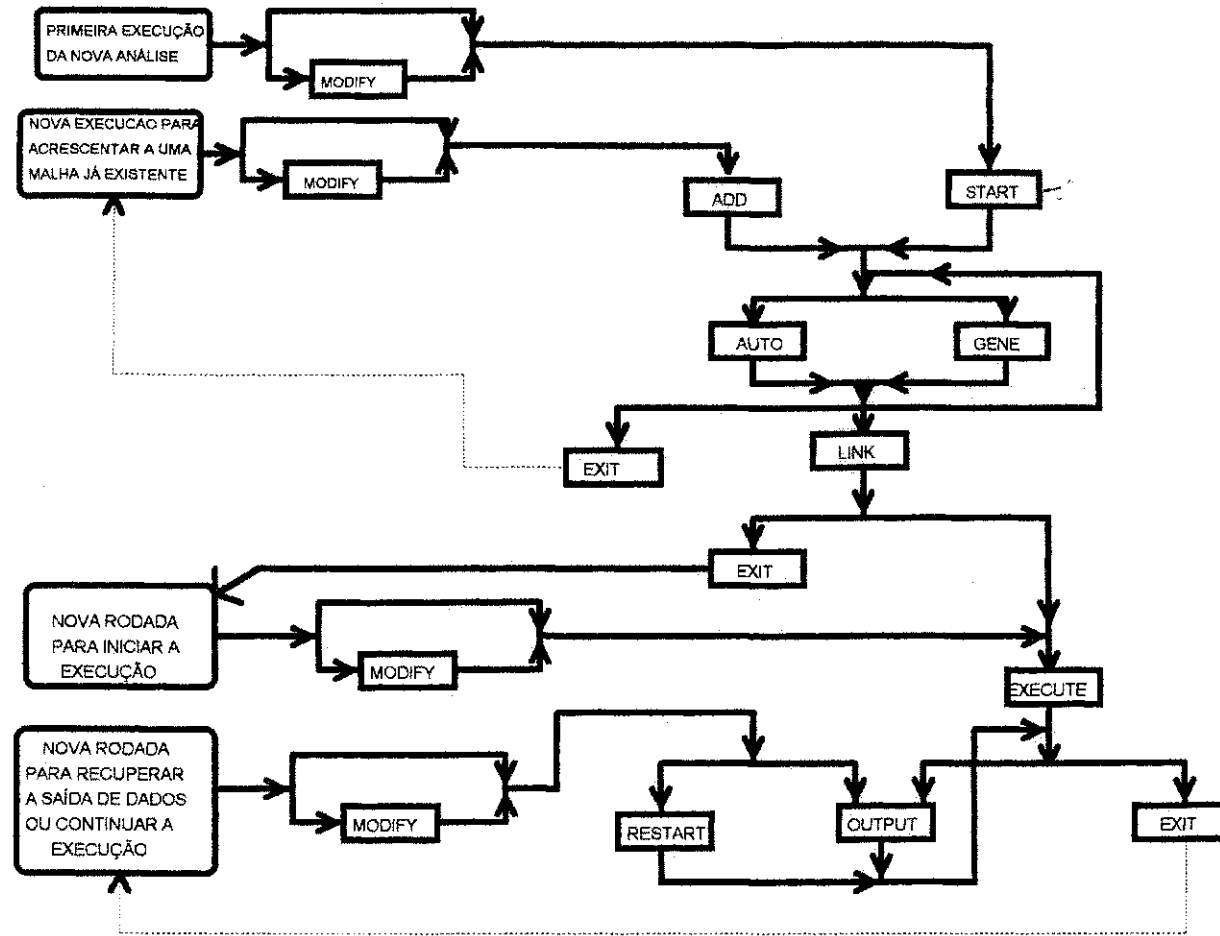 PRIMEIRA EXECUÇÃO
DA NOVA ANÁLISE
MODIFY
NOVA EXECUCAO PARA
ACRESCENTAR A UMA
MALHA JÁ EXISTENTE
MODIFY
ADD
START
AUTO
GENE
EXIT
LINK
EXIT
NOVA RODADA
PARA INICIAR A
EXECUÇÃO
MODIFY
EXECUTE
NOVA RODADA
PARA RECUPERAR
A SAÍDA DE DADOS
OU CONTINUAR A
EXECUÇÃO
MODIFY
RESTART
OUTPUT
EXIT